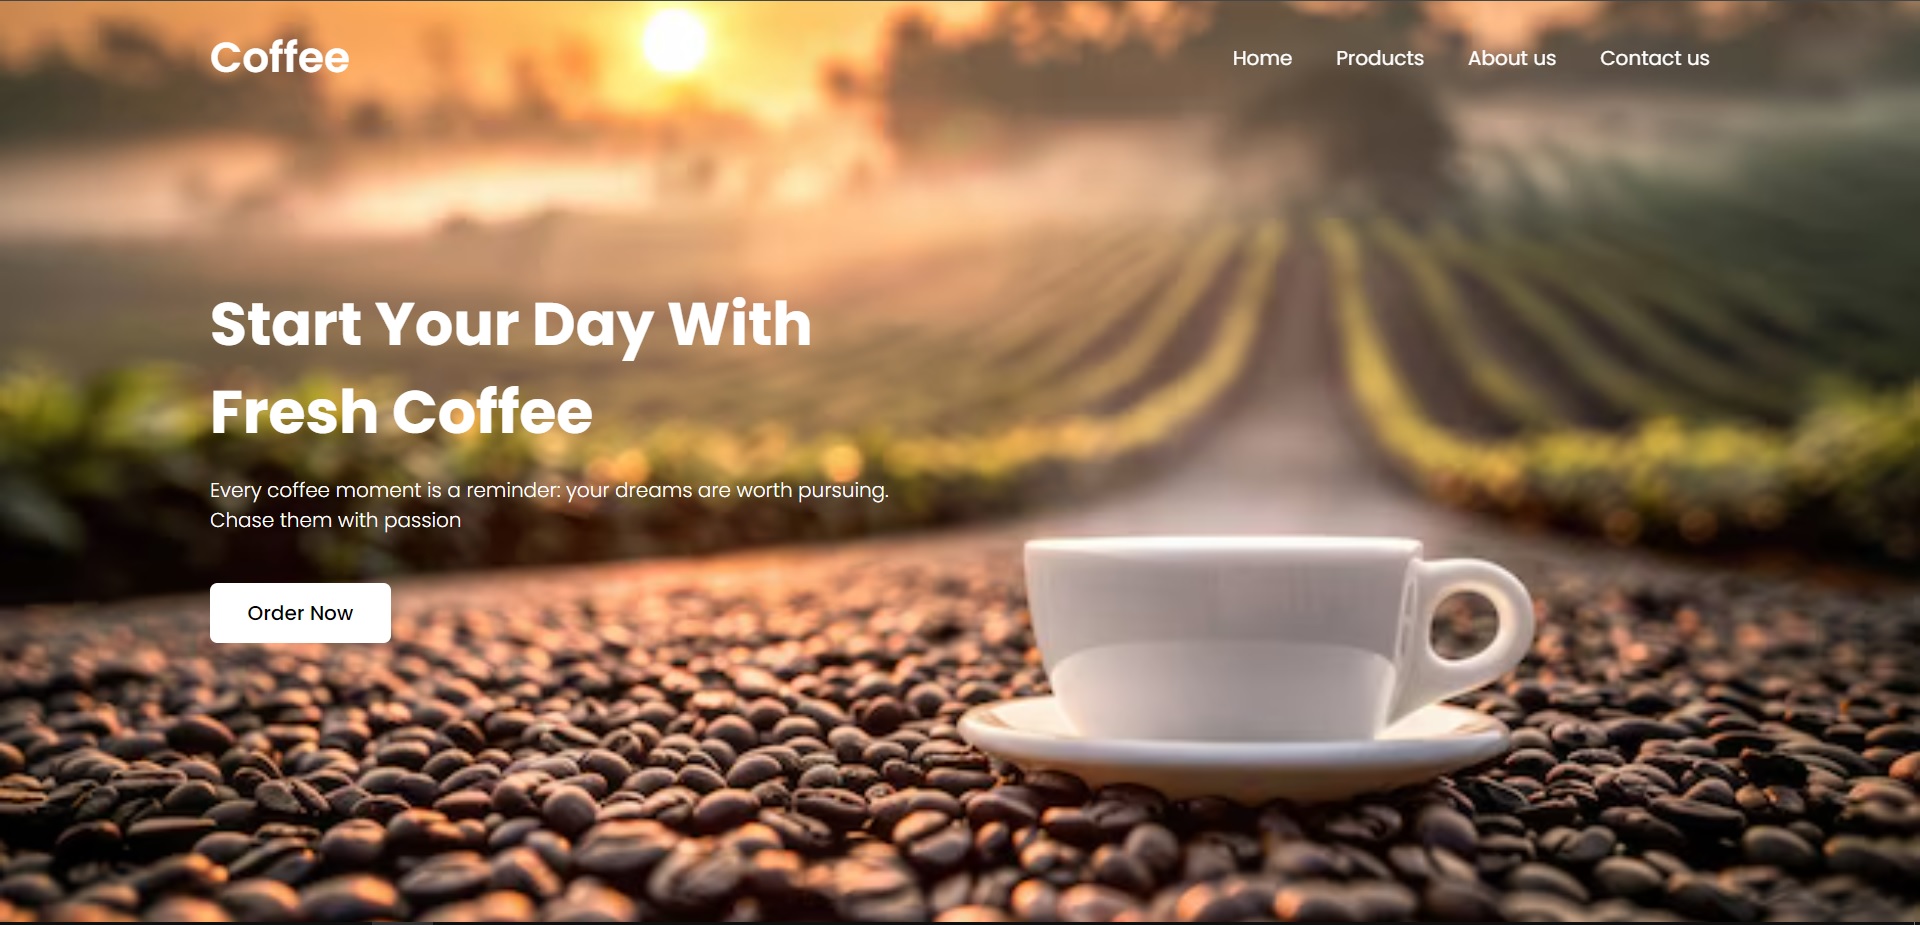 Coffee
Home Products About us Contact us
Start Your Day With
Fresh Coffee
Every coffee moment is a reminder: your dreams are worth pursuing.
Chase them with passion
Order Now